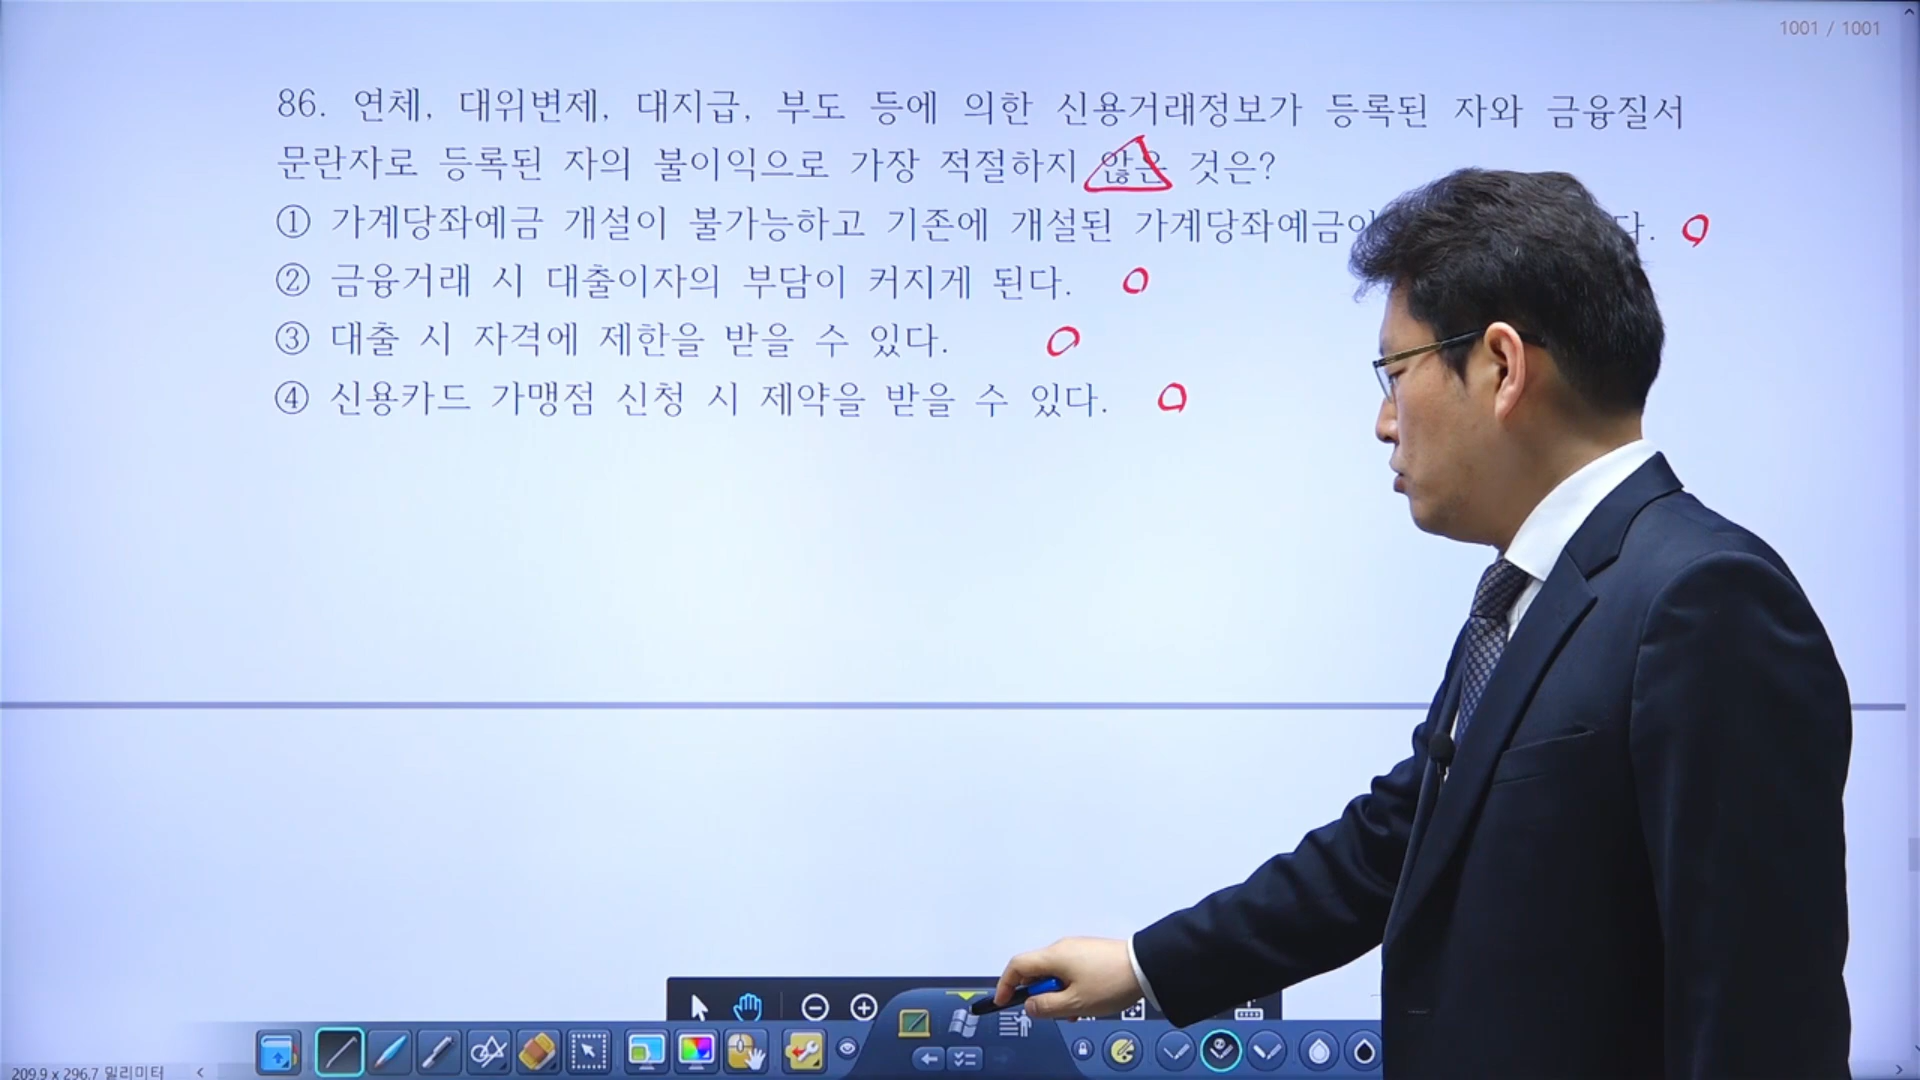 1001 / 1001
86. 연체, 대위변제, 대지급, 부도 등에 의한 신용거래정보가 등록된 자와 금융질서
문란자로 등록된 자의 불이익으로 가장 적절하지 않은 것은?
① 가계당좌예금 개설이 불가능하고 기존에 개설된 가계당좌예금이 다.
② 금융거래 시 대출이자의 부담이 커지게 된다.
③ 대출 시 자격에 제한을 받을 수 있다.
④ 신용카드 가맹점 신청 시 제약을 받을 수 있다.
209.9 x 296.7 밀리미터